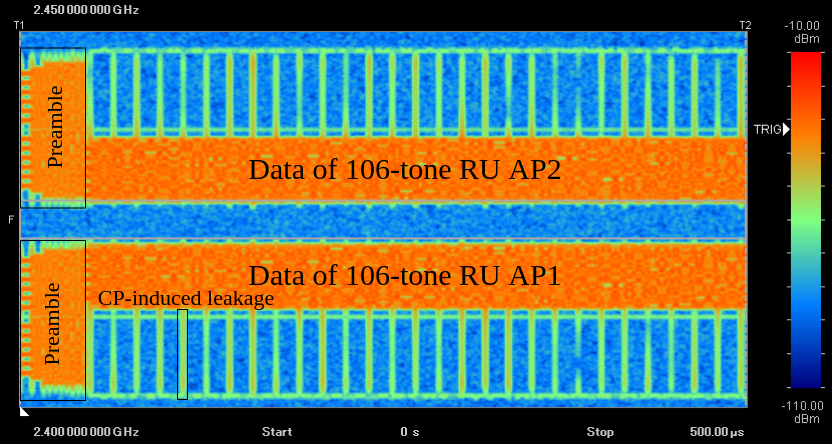 2.450 000 000 GHz
T1
T2
-10.00
dBm
Preamble
TRIG
Data of 106-tone RU AP2
F
Data of 106-tone RU AP1
CP-induced leakage
Preamble
-110.00
dBm
2.400 000 000 GHz
Start
0 s
Stop
500.00 µs